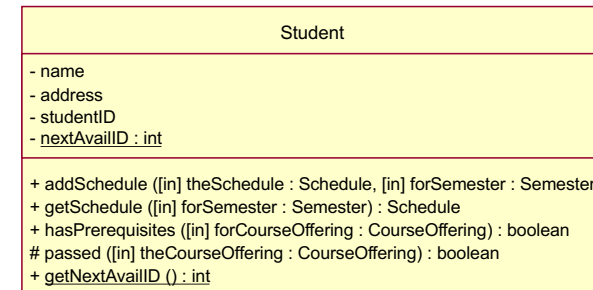 Student
- name
- address
- studentID
- nextAvailID : int
+ addSchedule ([in] theSchedule : Schedule, [in] forSemester : Semester
+ getSchedule ([in] forSemester : Semester) : Schedule
+ hasPrerequisites ([in] forCourseOffering : CourseOffering) : boolean
# passed ([in] theCourseOffering : CourseOffering) : boolean
+ getNextAvailID () : int